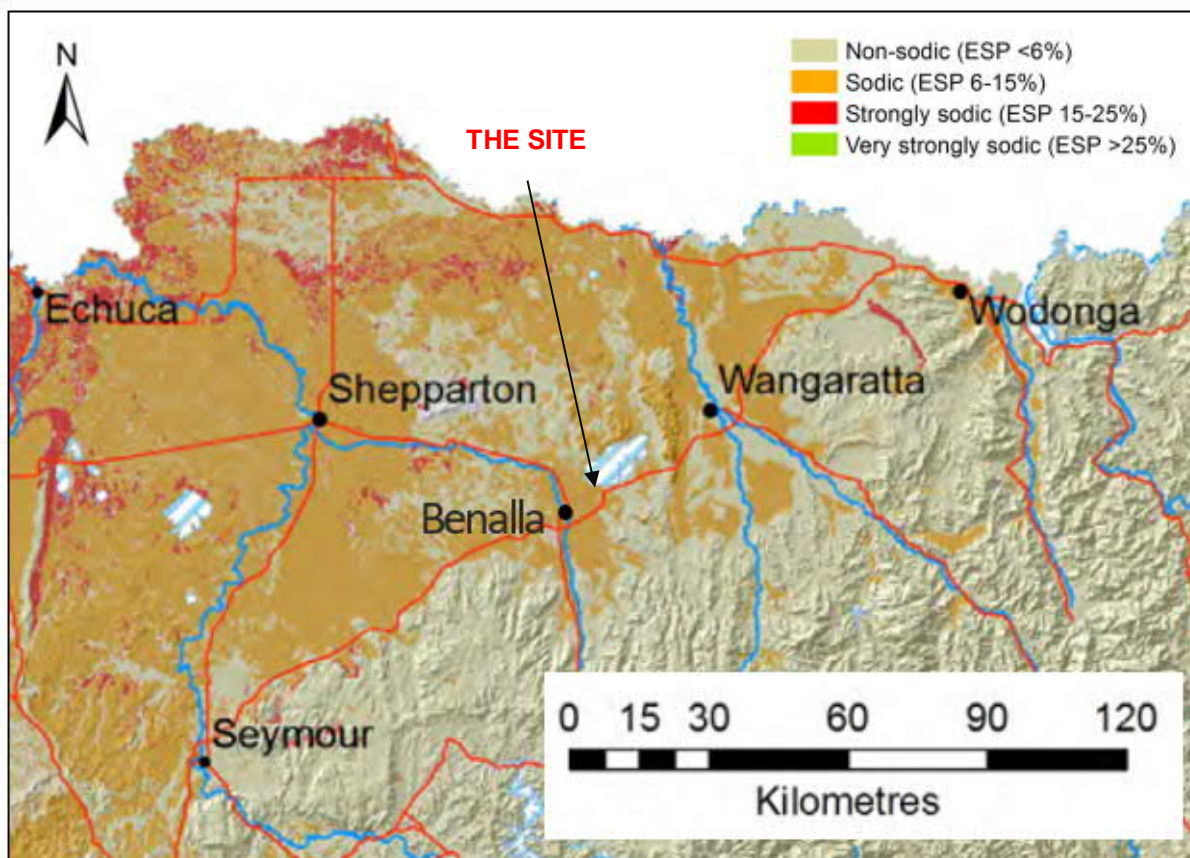 N
Non-sodic (ESP <6%)
Sodic (ESP 6-15%)
Strongly sodic (ESP 15-25%)
Very strongly sodic (ESP >25%)
THE SITE
Echuca
Wodonga
Shepparton
Wangaratta
Benalla
Seymour
0 15 30 60 90 120
Kilometres